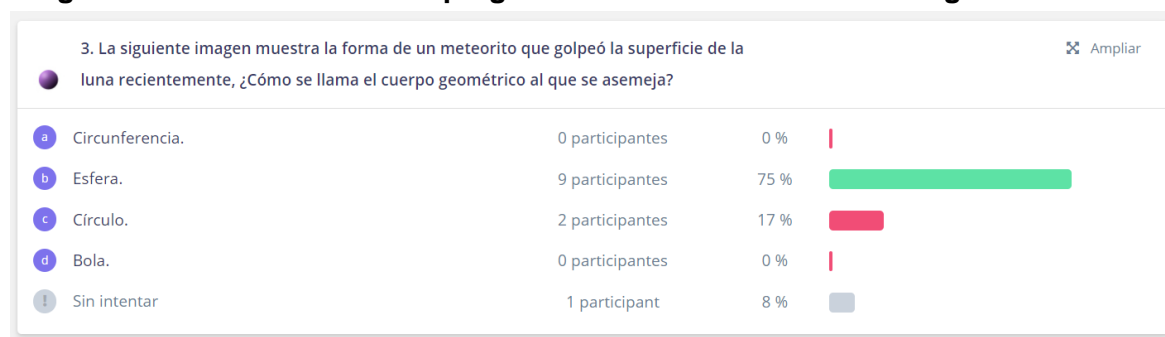 3. La siguiente imagen muestra la forma de un meteorito que golpeó la superficie de la
Ampliar
luna recientemente, ¿Cómo se llama el cuerpo geométrico al que se asemeja?
a Circunferencia. 0 participantes 0 %
b Esfera. 9 participantes 75 %
c Círculo. 2 participantes 17 %
d Bola. 0 participantes 0 %
! Sin intentar 1 participant 8 %